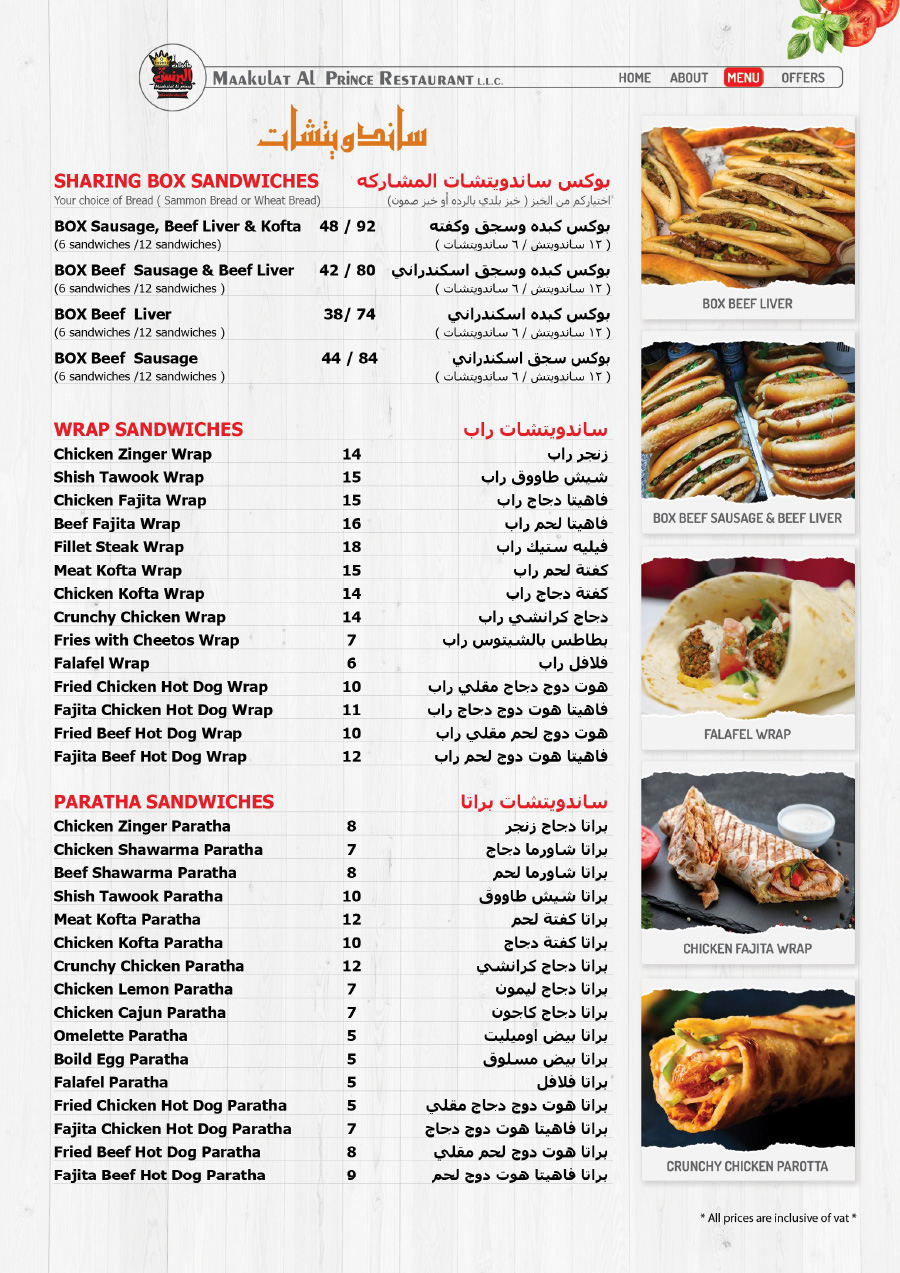 البرنس
Maakulat Al prince
MAAKULAT AL PRINCE RESTAURANT L.L.C.
HOME ABOUT MENU OFFERS
ساندويتشات
SHARING BOX SANDWICHES بوكس ساندويتشات المشاركه
Your choice of Bread ( Sammon Bread or Wheat Bread) اختياركم من الخبز ( خبز بلدي بالرده أو خبز صمون)
BOX Sausage, Beef Liver & Kofta 48 / 92 بوكس كبده وسجق وكفته
(6 sandwiches /12 sandwiches) ( ١٢ ساندويتش / ٦ ساندويتشات )
BOX Beef Sausage & Beef Liver 42 / 80 بوكس كبده وسجق اسكندراني
(6 sandwiches /12 sandwiches ) ( ١٢ ساندويتش / ٦ ساندويتشات )
BOX Beef Liver 38/ 74 بوكس كبده اسكندراني
(6 sandwiches /12 sandwiches ) ( ١٢ ساندويتش / ٦ ساندويتشات )
BOX Beef Sausage 44 / 84 بوكس سجق اسكندراني
(6 sandwiches /12 sandwiches ) ( ١٢ ساندويتش / ٦ ساندويتشات )
WRAP SANDWICHES ساندويتشات راب
Chicken Zinger Wrap 14 زنجر راب
Shish Tawook Wrap 15 شيش طاووق راب
Chicken Fajita Wrap 15 فاهيتا دجاج راب
Beef Fajita Wrap 16 فاهيتا لحم راب
Fillet Steak Wrap 18 فيليه ستيك راب
Meat Kofta Wrap 15 كفتة لحم راب
Chicken Kofta Wrap 14 كفتة دجاج راب
Crunchy Chicken Wrap 14 دجاج كرانشي راب
Fries with Cheetos Wrap 7 بطاطس بالشيتوس راب
Falafel Wrap 6 فلافل راب
Fried Chicken Hot Dog Wrap 10 هوت دوج دجاج مقلي راب
Fajita Chicken Hot Dog Wrap 11 فاهيتا هوت دوج دجاج راب
Fried Beef Hot Dog Wrap 10 هوت دوج لحم مقلي راب
Fajita Beef Hot Dog Wrap 12 فاهيتا هوت دوج لحم راب
PARATHA SANDWICHES ساندويتشات براتا
Chicken Zinger Paratha 8 براتا دجاج زنجر
Chicken Shawarma Paratha 7 براتا شاورما دجاج
Beef Shawarma Paratha 8 براتا شاورما لحم
Shish Tawook Paratha 10 براتا شيش طاووق
Meat Kofta Paratha 12 براتا كفتة لحم
Chicken Kofta Paratha 10 براتا كفتة دجاج
Crunchy Chicken Paratha 12 براتا دجاج كرانشي
Chicken Lemon Paratha 7 براتا دجاج ليمون
Chicken Cajun Paratha 7 براتا دجاج كاجون
Omelette Paratha 5 براتا بيض اوميليت
Boild Egg Paratha 5 براتا بيض مسلوق
Falafel Paratha 5 براتا فلافل
Fried Chicken Hot Dog Paratha 5 براتا هوت دوج دجاج مقلي
Fajita Chicken Hot Dog Paratha 7 براتا فاهيتا هوت دوج دجاج
Fried Beef Hot Dog Paratha 8 براتا هوت دوج لحم مقلي
Fajita Beef Hot Dog Paratha 9 براتا فاهيتا هوت دوج لحم
BOX BEEF LIVER
BOX BEEF SAUSAGE & BEEF LIVER
FALAFEL WRAP
CHICKEN FAJITA WRAP
CRUNCHY CHICKEN PAROTTA
* All prices are inclusive of vat *